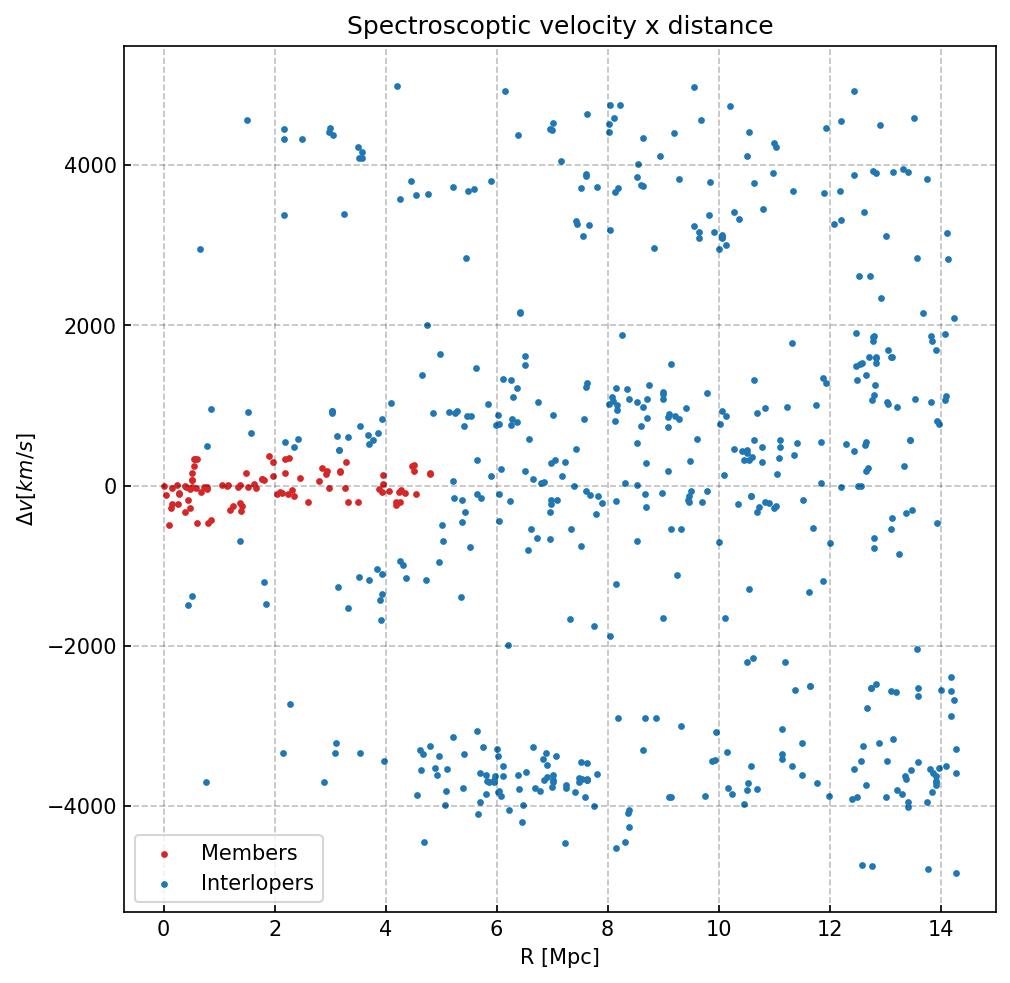 Spectroscoptic velocity x distance
4000
2000
0
−2000
−4000
Δv[km/s]
Members
Interlopers
0 2 4 6 8 10 12 14
R [Mpc]